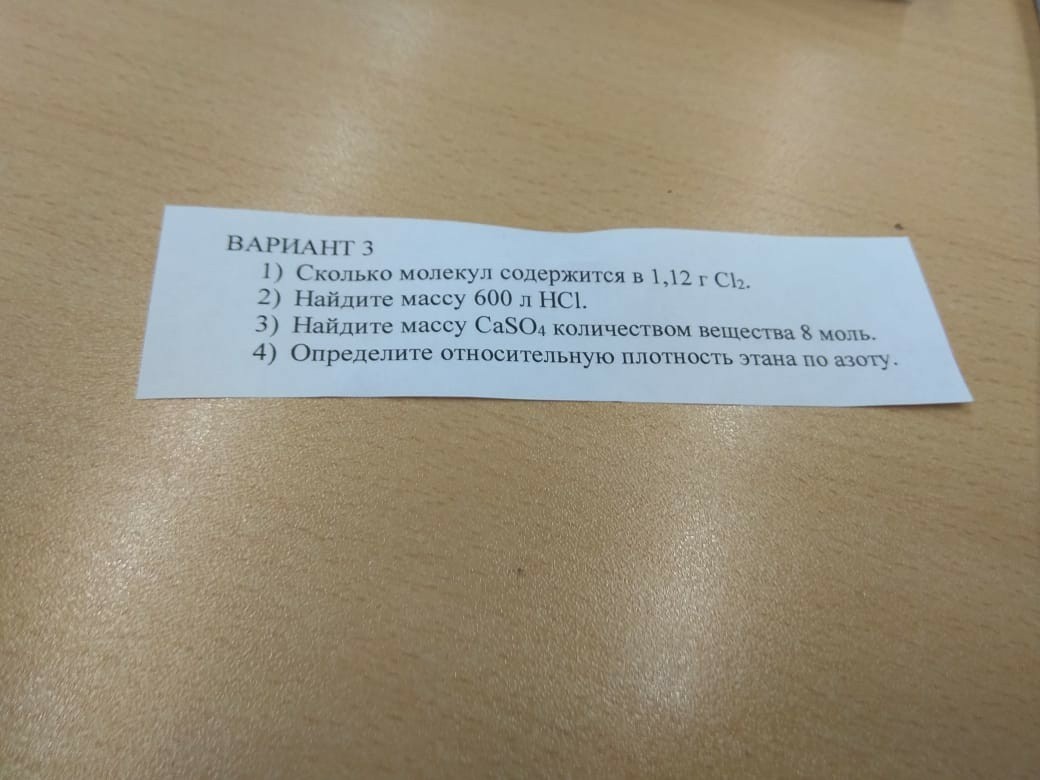 ВАРИАНТ 3
1) Сколько молекул содержится в 1,12 г Cl₂.
2) Найдите массу 600 л HCl.
3) Найдите массу CaSO₄ количеством вещества 8 моль.
4) Определите относительную плотность этана по азоту.